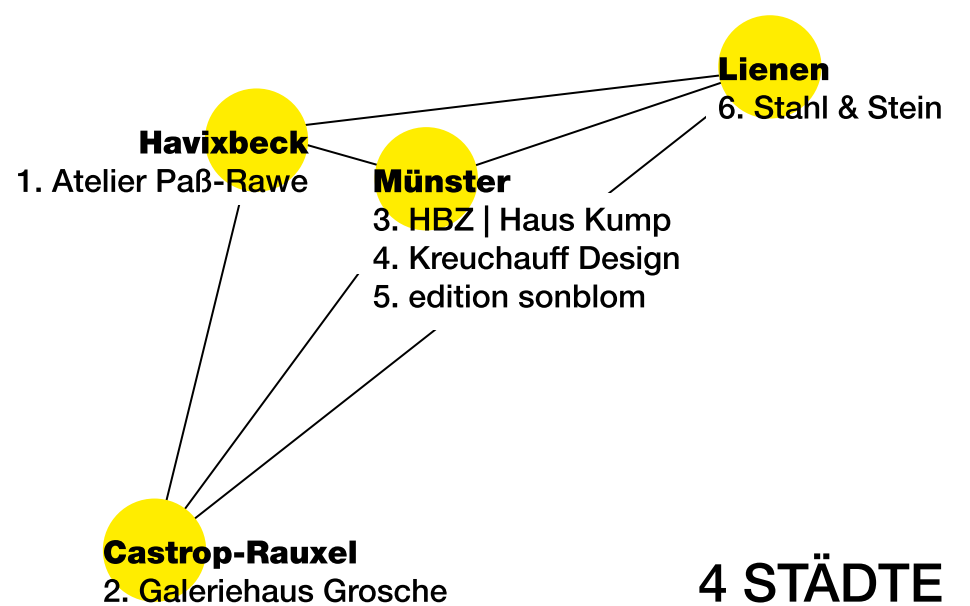 Lienen
6. Stahl & Stein
Havixbeck
1. Atelier Paß-Rawe
Münster
3. HBZ | Haus Kump
4. Kreuchauff Design
5. edition sonblom
Castrop-Rauxel
2. Galeriehaus Grosche
4 STÄDTE